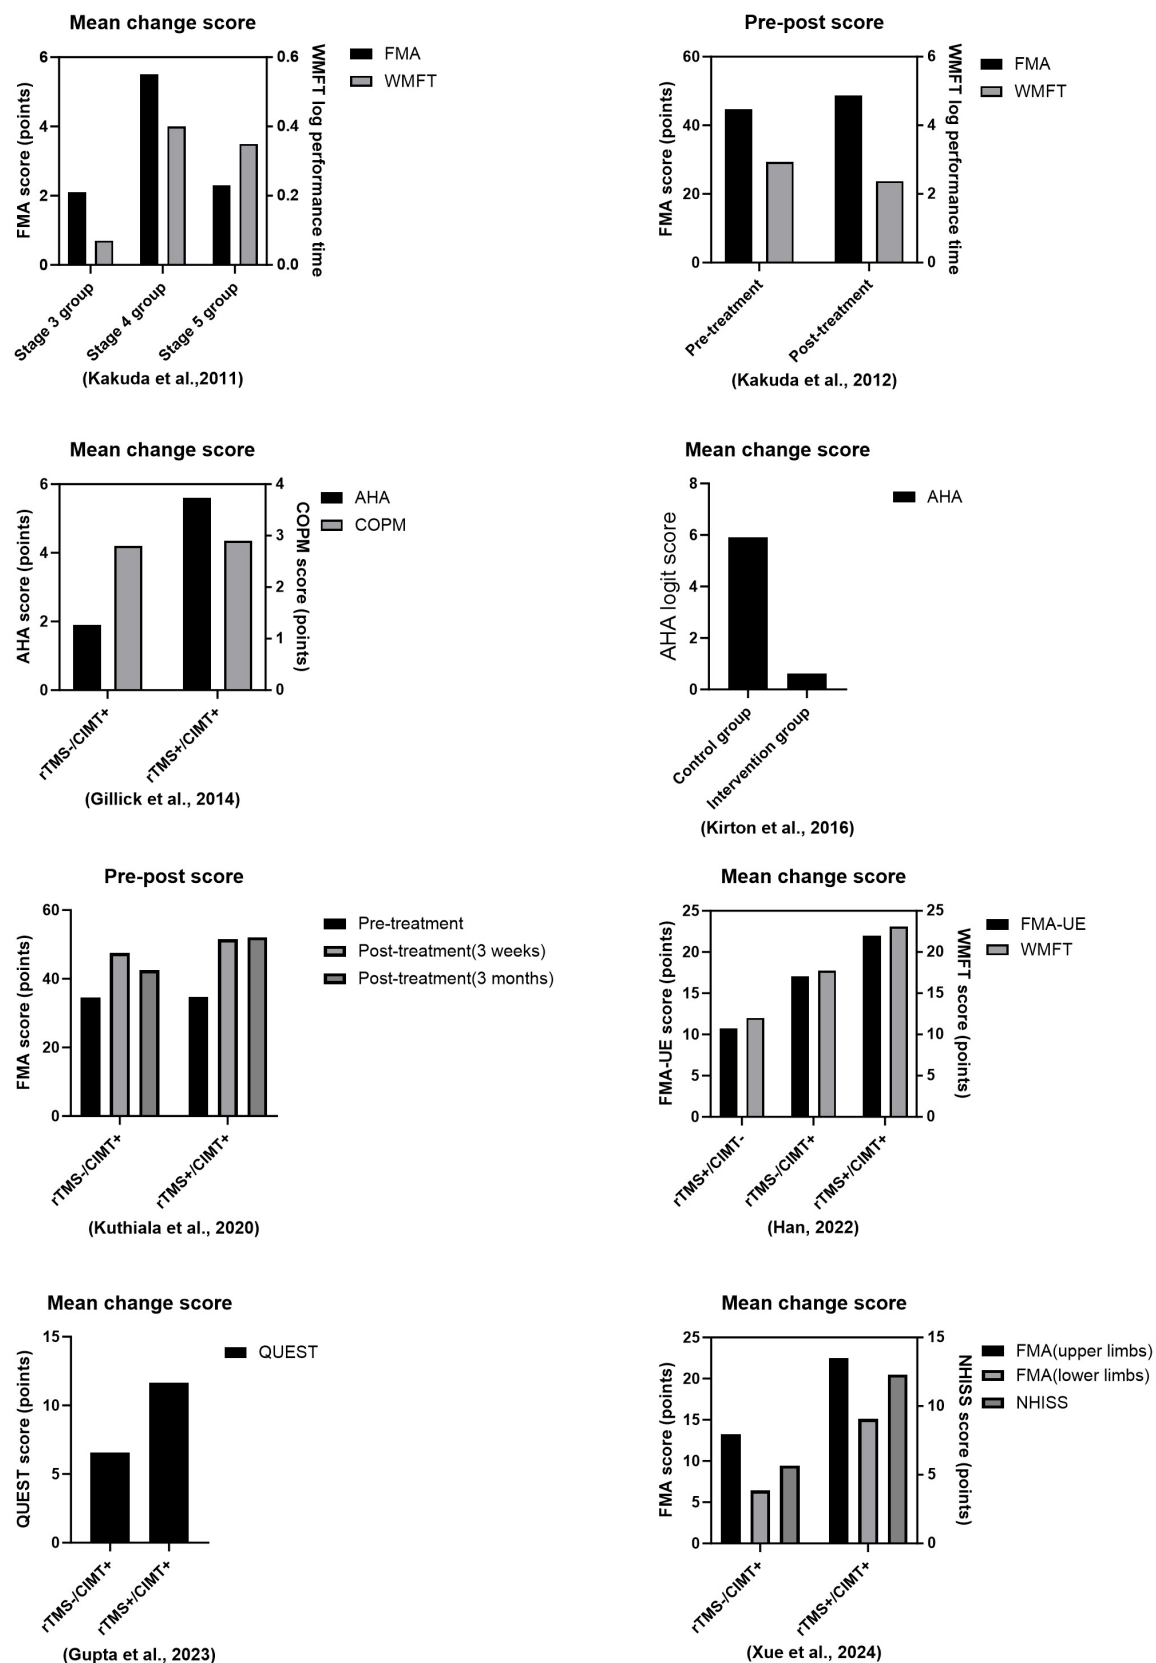 Mean change score
6
4
2
0
FMA score (points)
0.6
0.4
0.2
0.0
WMFT log performance time
FMA
WMFT
Stage 3 group
Stage 4 group
Stage 5 group
(Kakuda et al.,2011)
Pre-post score
60
40
20
0
FMA score (points)
6
4
2
0
WMFT log performance time
FMA
WMFT
Pre-treatment
Post-treatment
(Kakuda et al., 2012)
Mean change score
6
4
2
0
AHA score (points)
4
3
2
1
0
COPM score (points)
AHA
COPM
rTMS-/CIMT+
rTMS+/CIMT+
(Gillick et al., 2014)
Mean change score
8
6
4
2
0
AHA logit score
AHA
Control group
Intervention group
(Kirton et al., 2016)
Pre-post score
60
40
20
0
FMA score (points)
Pre-treatment
Post-treatment(3 weeks)
Post-treatment(3 months)
rTMS-/CIMT+
rTMS+/CIMT+
(Kuthiala et al., 2020)
Mean change score
25
20
15
10
5
0
FMA-UE score (points)
25
20
15
10
5
0
WMFT score (points)
FMA-UE
WMFT
rTMS+/CIMT-
rTMS-/CIMT+
rTMS+/CIMT+
(Han, 2022)
Mean change score
15
10
5
0
QUEST score (points)
QUEST
rTMS-/CIMT+
rTMS+/CIMT+
(Gupta et al., 2023)
Mean change score
25
20
15
10
5
0
FMA score (points)
15
10
5
0
NHISS score (points)
FMA(upper limbs)
FMA(lower limbs)
NHISS
rTMS-/CIMT+
rTMS+/CIMT+
(Xue et al., 2024)